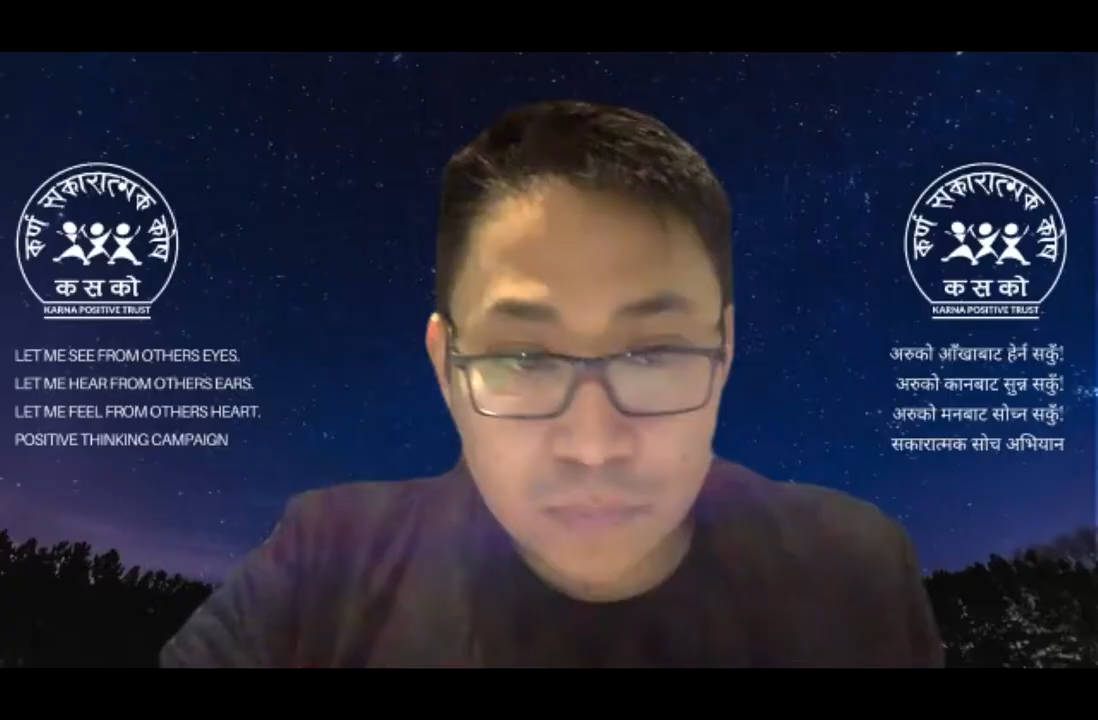 कर्ण सकारात्मक कोष
क स को
KARNA POSITIVE TRUST
LET ME SEE FROM OTHERS EYES.
LET ME HEAR FROM OTHERS EARS.
LET ME FEEL FROM OTHERS HEART.
POSITIVE THINKING CAMPAIGN
कर्ण सकारात्मक कोष
क स को
KARNA POSITIVE TRUST
अरुको आँखाबाट हेर्न सकुँ!
अरुको कानबाट सुन्न सकुँ!
अरुको मनबाट सोच्न सकुँ!
सकारात्मक सोच अभियान